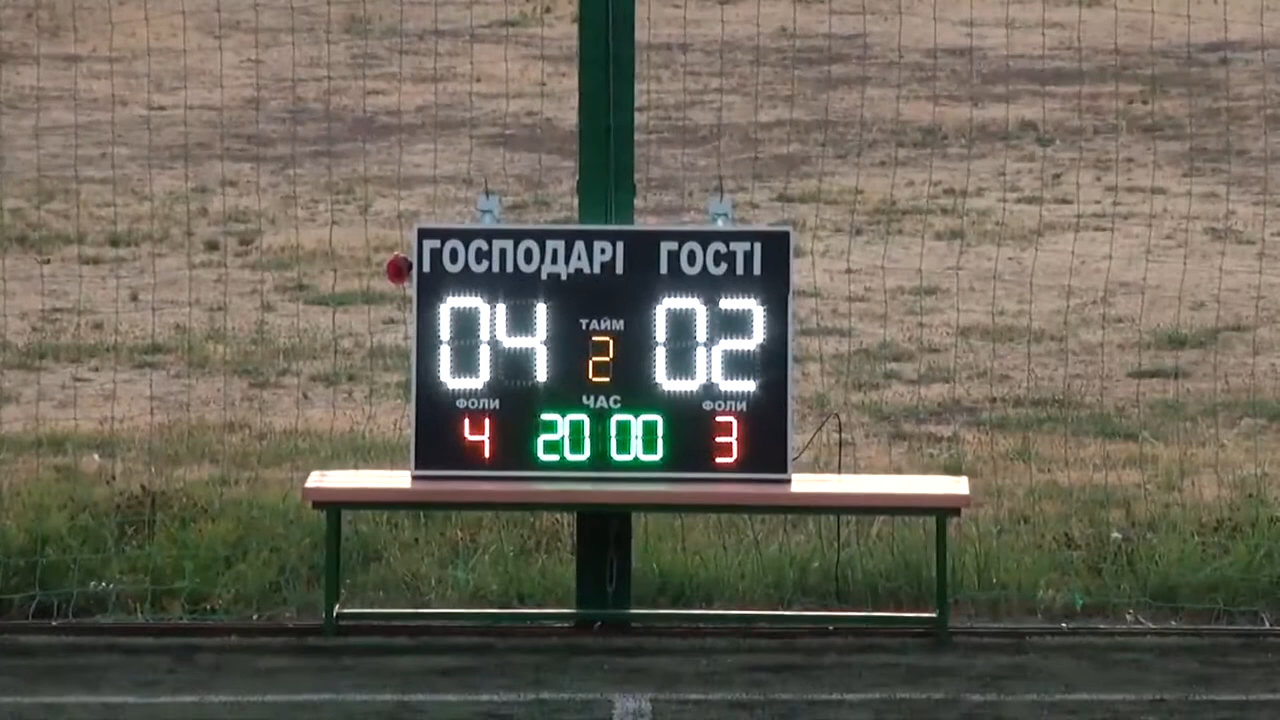 ГОСПОДАРІ ГОСТІ
04 ТАЙМ 02
2
ФОЛИ ЧАС ФОЛИ
4 20 00 3